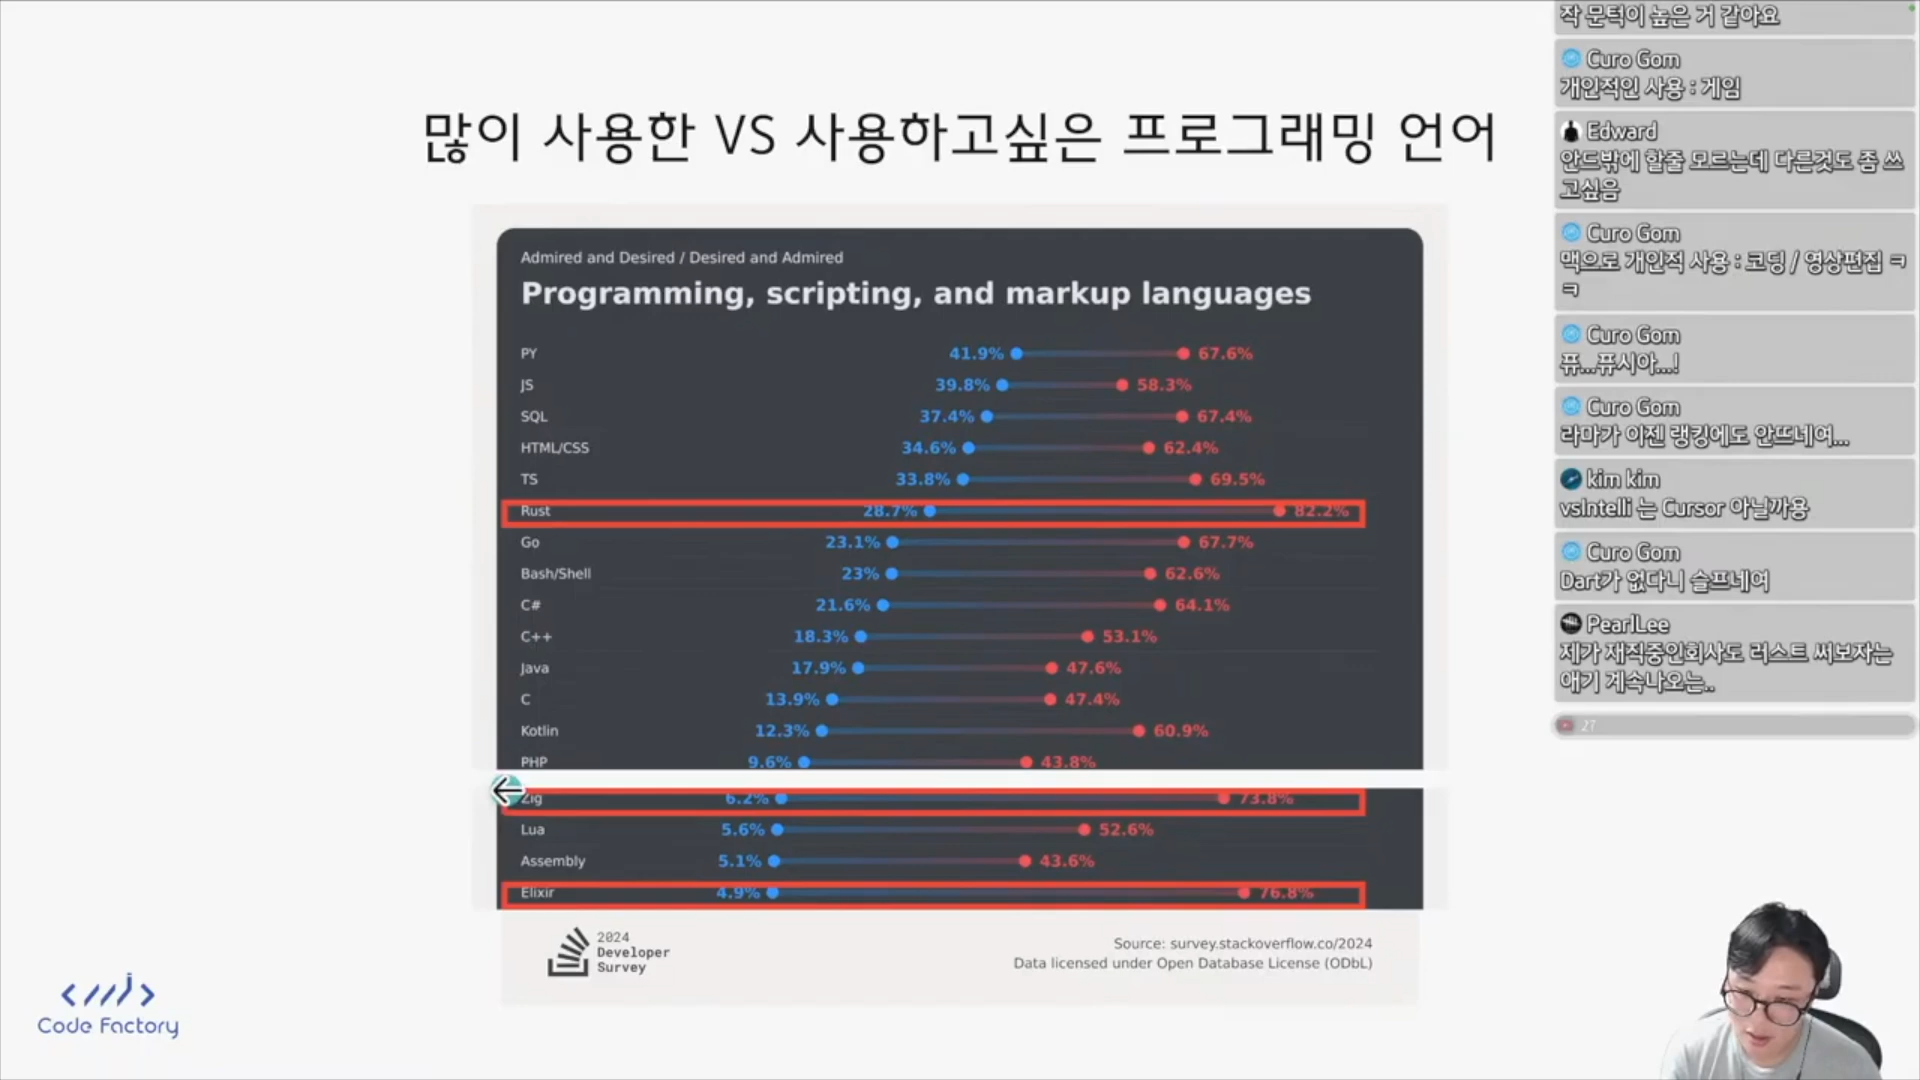 많이 사용한 VS 사용하고싶은 프로그래밍 언어
Admired and Desired / Desired and Admired
Programming, scripting, and markup languages
PY 41.9% 67.6%
JS 39.8% 58.3%
SQL 37.4% 67.4%
HTML/CSS 34.6% 62.4%
TS 33.8% 69.5%
Rust 28.7% 82.2%
Go 23.1% 67.7%
Bash/Shell 23% 62.6%
C# 21.6% 64.1%
C++ 18.3% 53.1%
Java 17.9% 47.6%
C 13.9% 47.4%
Kotlin 12.3% 60.9%
PHP 9.6% 43.8%
Zig 6.2% 73.8%
Lua 5.6% 52.6%
Assembly 5.1% 43.6%
Elixir 4.9% 76.8%
2024
Developer
Survey
Source: survey.stackoverflow.co/2024
Data licensed under Open Database License (ODbL)
Code Factory
작 문턱이 높은 거 같아요
Curo Gom
개인적인 사용 : 게임
Edward
안드밖에 할줄 모르는데 다른것도 좀 쓰
고싶음
Curo Gom
맥으로 개인적 사용 : 코딩 / 영상편집 ㅋ
ㅋ
Curo Gom
퓨...퓨시아...!
Curo Gom
라마가 이젠 랭킹에도 안뜨네여...
kim kim
vsIntelli 는 Cursor 아닐까용
Curo Gom
Dart가 없다니 슬프네여
PearlLee
제가 재직중인회사도 러스트 써보자는
얘기 계속나오는..
27